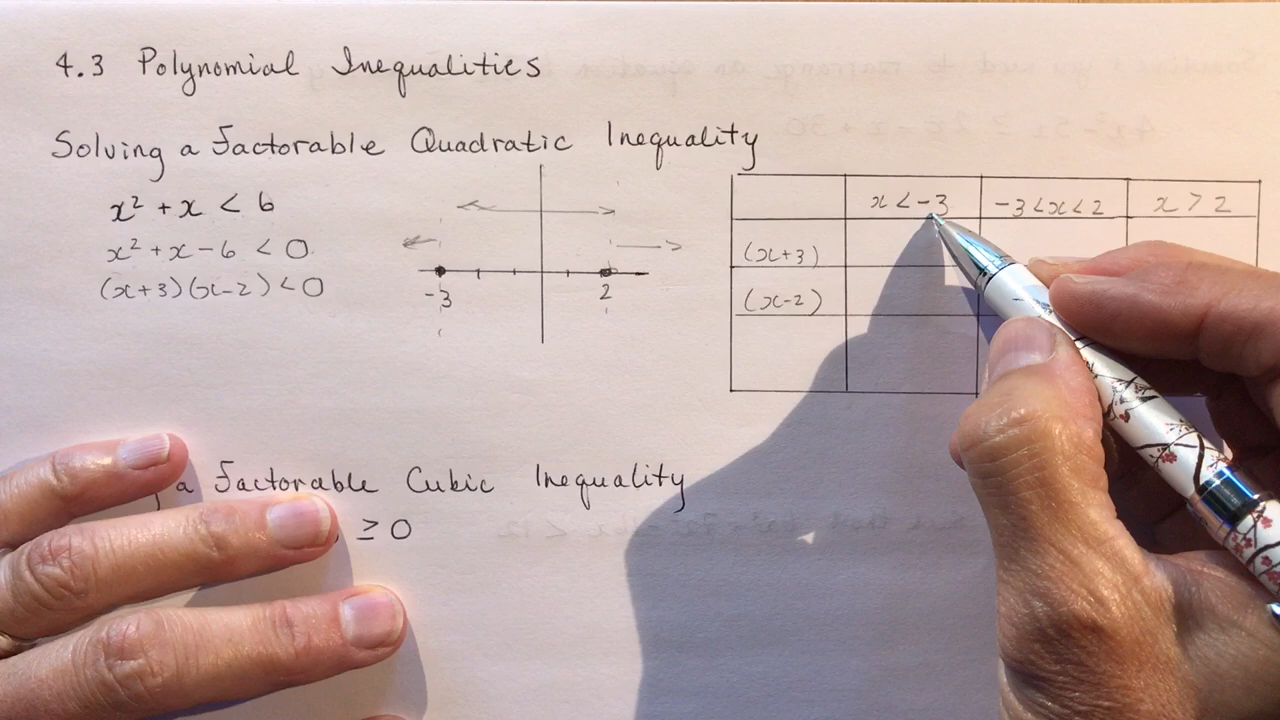 4.3 Polynomial Inequalities
Solving a Factorable Quadratic Inequality
x² + x < 6
x² + x - 6 < 0
(x+3)(x-2) < 0
-3 2
x < -3 -3 < x < 2 x > 2
(x+3)
(x-2)
a Factorable Cubic Inequality
≥ 0